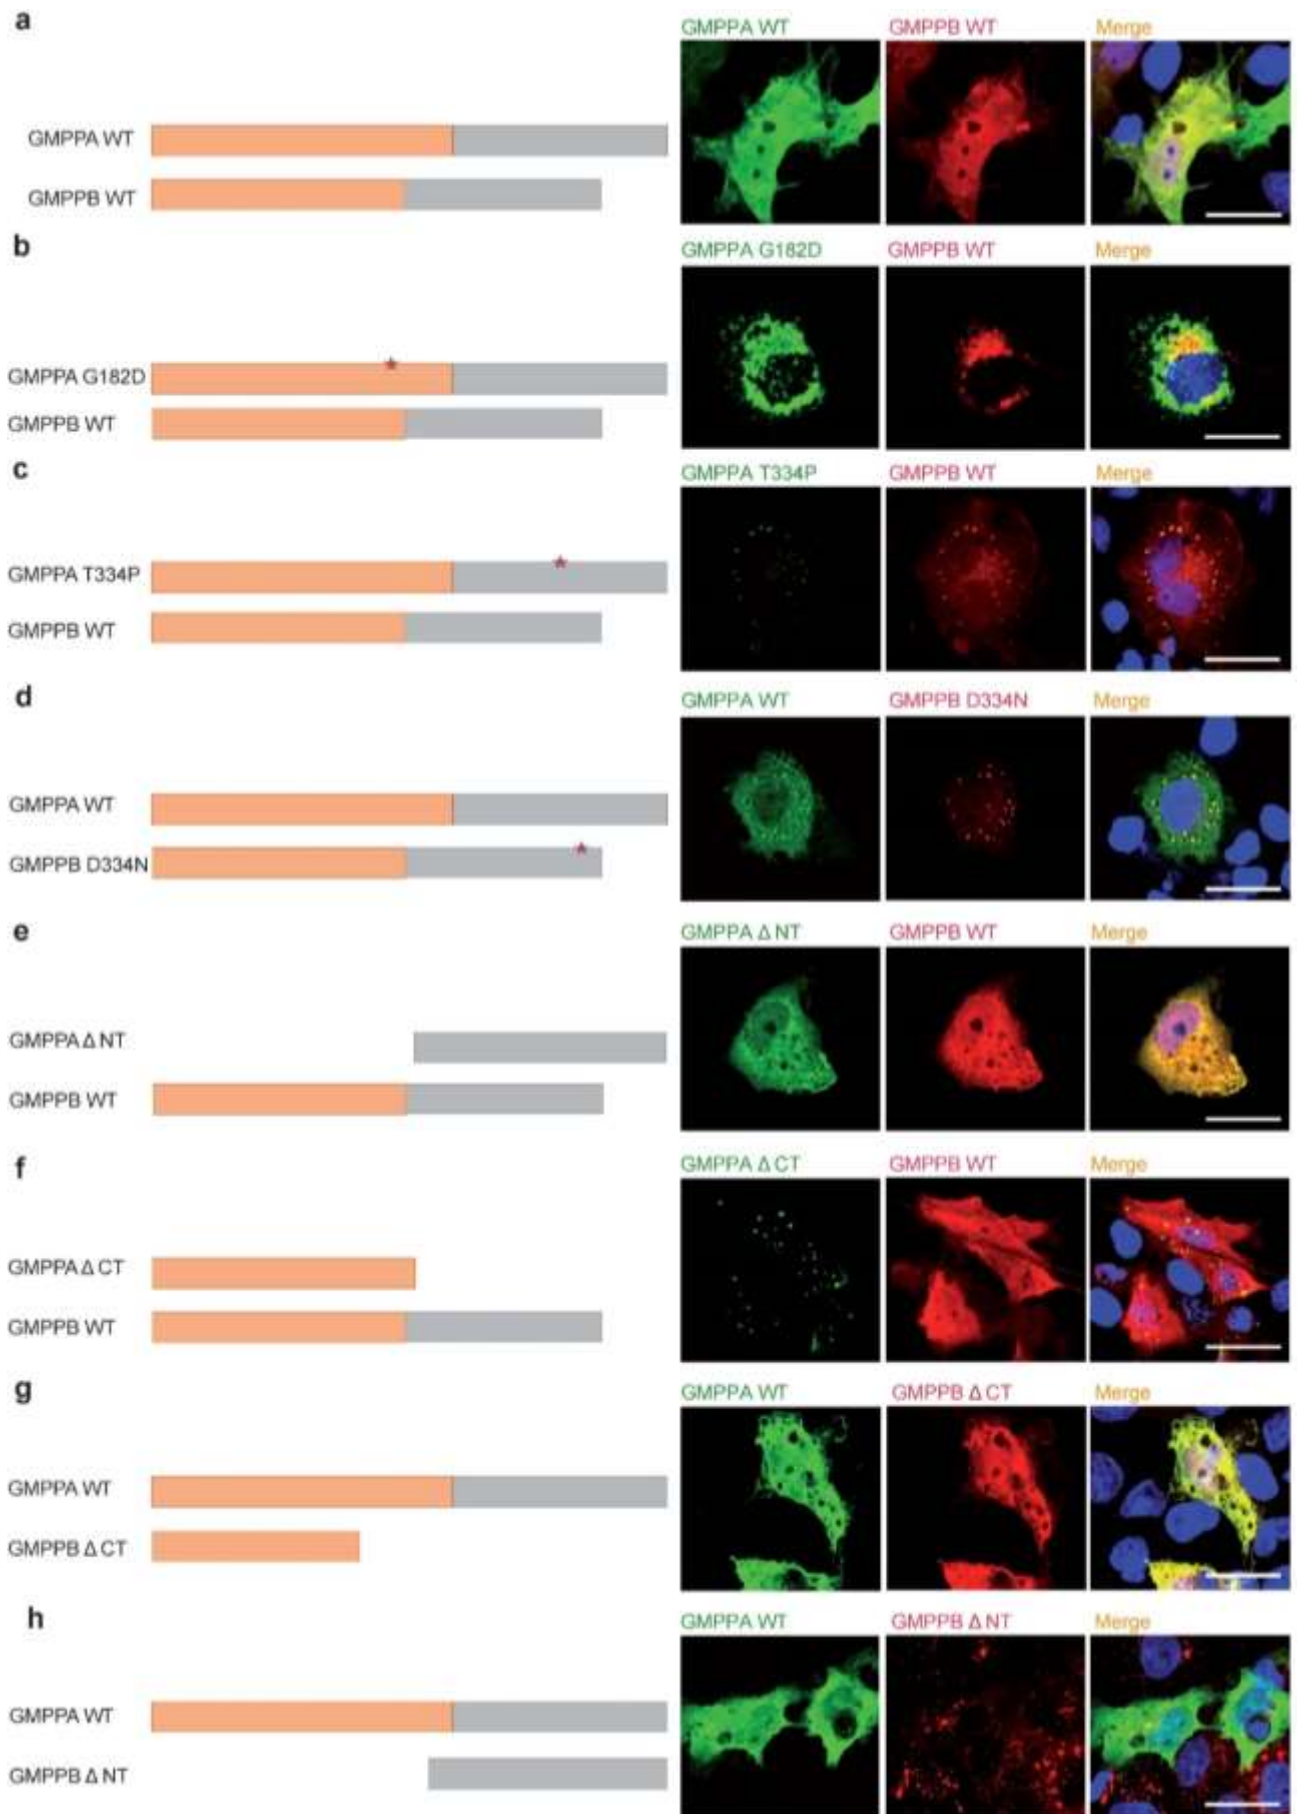 a
GMPPA WT GMPPB WT Merge
GMPPA WT
GMPPB WT
b
GMPPA G182D GMPPB WT Merge
GMPPA G182D
GMPPB WT
c
GMPPA T334P GMPPB WT Merge
GMPPA T334P
GMPPB WT
d
GMPPA WT GMPPB D334N Merge
GMPPA WT
GMPPB D334N
e
GMPPA Δ NT GMPPB WT Merge
GMPPA Δ NT
GMPPB WT
f
GMPPA Δ CT GMPPB WT Merge
GMPPA Δ CT
GMPPB WT
g
GMPPA WT GMPPB Δ CT Merge
GMPPA WT
GMPPB Δ CT
h
GMPPA WT GMPPB Δ NT Merge
GMPPA WT
GMPPB Δ NT